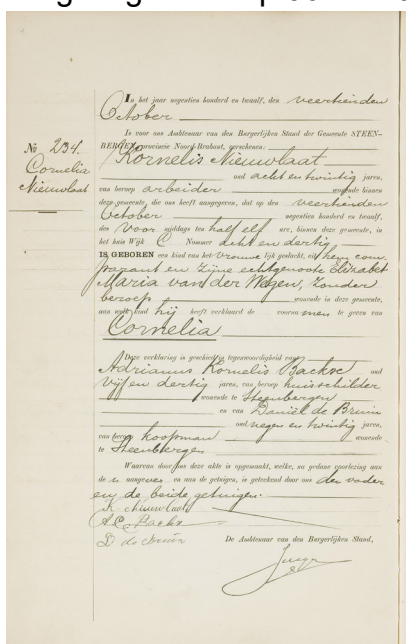 In het jaar negentien honderd en twaalf, den veertienden
October
Is voor ons Ambtenaar van den Burgerlijken Stand der Gemeente STEEN-
BERGEN, provincie Noord-Brabant, verschenen:
No 234.
Cornelia
Nieuwlaat
Kornelis Nieuwlaat
oud acht en twintig jaren,
van beroep arbeider wonende binnen
deze gemeente, die ons heeft aangegeven, dat op den veertienden
October negentien honderd en twaalf,
des voor middags ten half elf ure, binnen deze gemeente, in
het huis Wijk C Nommer acht en dertig
IS GEBOREN een kind van het vrouwelijk geslacht, uit hem com
parant en zijne echtgenoote Elizabet
Maria van der Wegen, zonder
beroep wonende in deze gemeente,
aan welk kind hij heeft verklaard de voornamen te geven van
Cornelia
Deze verklaring is geschied in tegenwoordigheid van
Adrianus Kornelis Backx oud
vijf en dertig jaren, van beroep huisschilder
wonende te Steenbergen
en van Daniël de Bruin
oud negen en twintig jaren,
van beroep koopman wonende
te Steenbergen
Waarvan door ons deze akte is opgemaakt, welke, na gedane voorlezing aan
de n aangever en aan de getuigen, is geteekend door ons den vader
en de beide getuigen.
K. Nieuwlaat
A.C. Backx
D. de Bruin
De Ambtenaar van den Burgerlijken Stand,